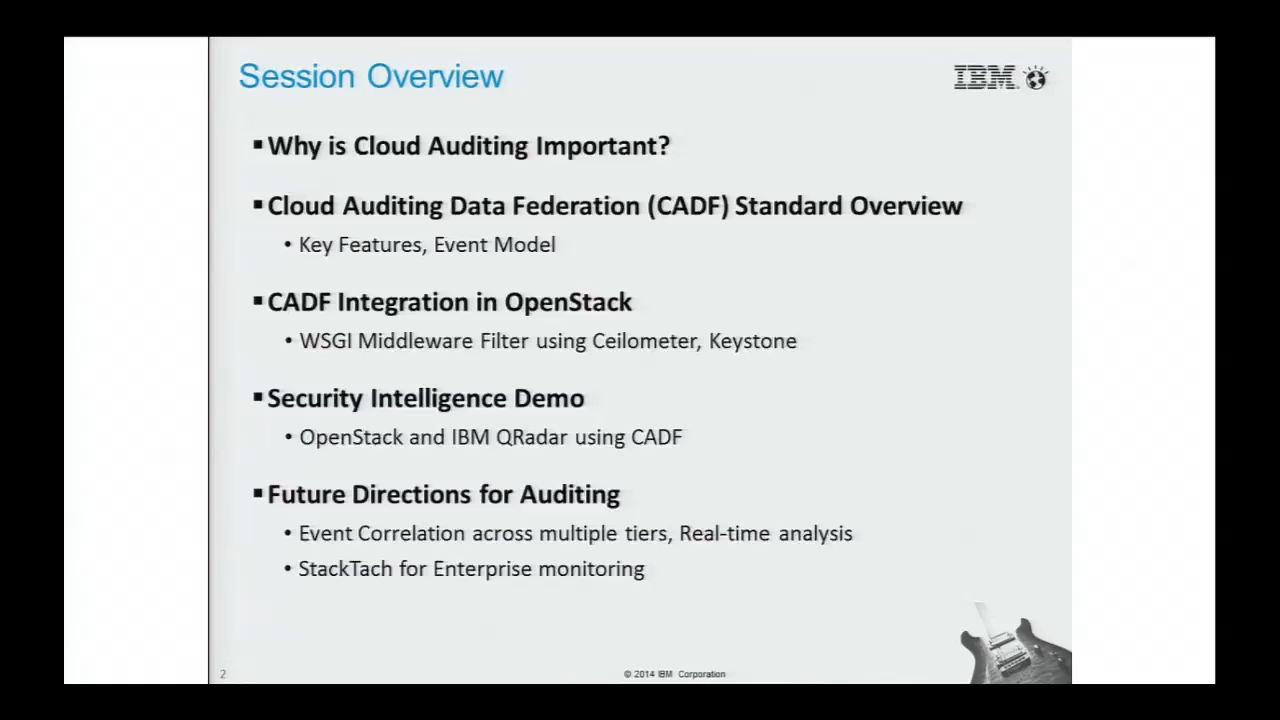 Session Overview
IBM
▪ Why is Cloud Auditing Important?
▪ Cloud Auditing Data Federation (CADF) Standard Overview
• Key Features, Event Model
▪ CADF Integration in OpenStack
• WSGI Middleware Filter using Ceilometer, Keystone
▪ Security Intelligence Demo
• OpenStack and IBM QRadar using CADF
▪ Future Directions for Auditing
• Event Correlation across multiple tiers, Real-time analysis
• StackTach for Enterprise monitoring
2
© 2014 IBM Corporation